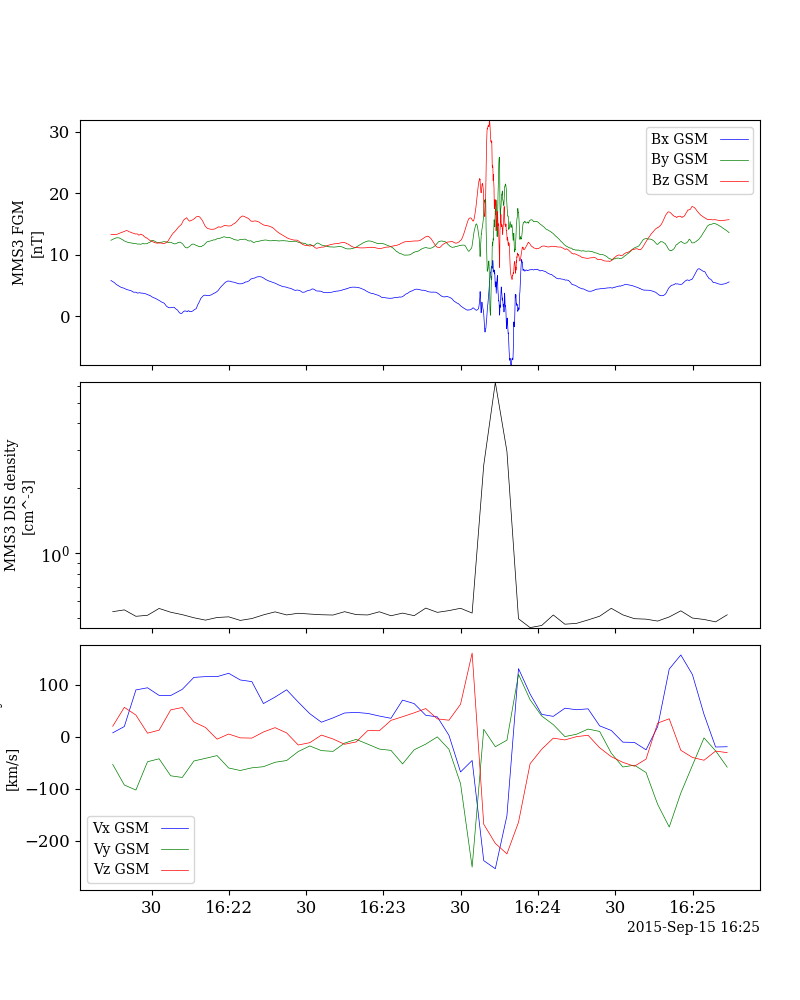 30
20
10
0
MMS3 FGM
[nT]
Bx GSM
By GSM
Bz GSM
10^0
MMS3 DIS density
[cm^-3]
100
0
−100
−200
[km/s]
Vx GSM
Vy GSM
Vz GSM
30 16:22 30 16:23 30 16:24 30 16:25
2015-Sep-15 16:25